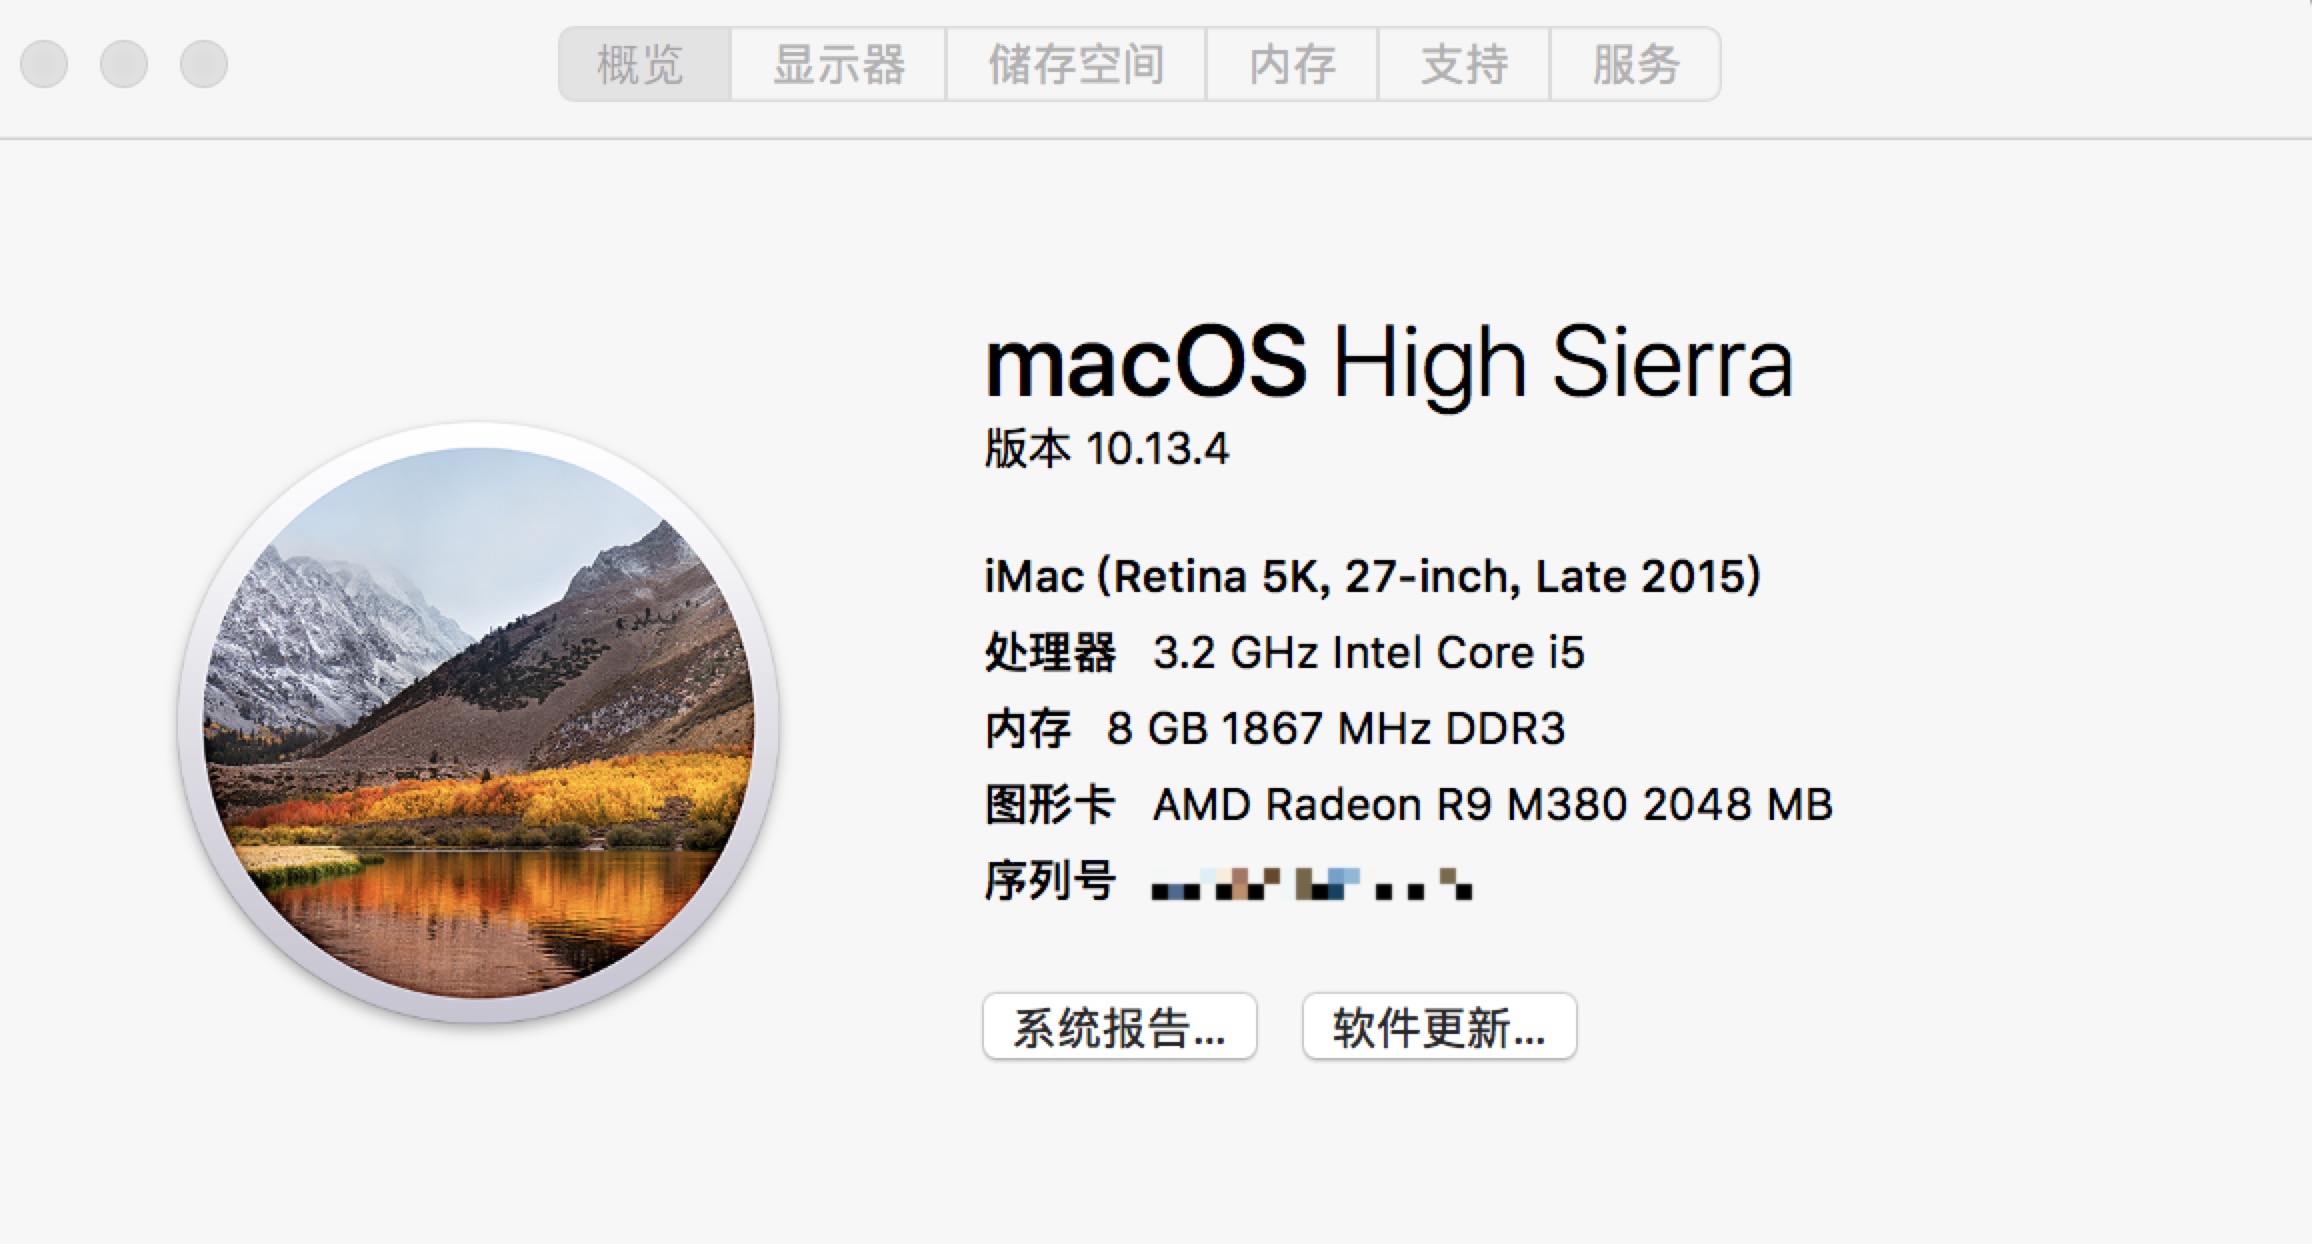 概览 显示器 储存空间 内存 支持 服务
macOS High Sierra
版本 10.13.4
iMac (Retina 5K, 27-inch, Late 2015)
处理器 3.2 GHz Intel Core i5
内存 8 GB 1867 MHz DDR3
图形卡 AMD Radeon R9 M380 2048 MB
序列号
系统报告... 软件更新...